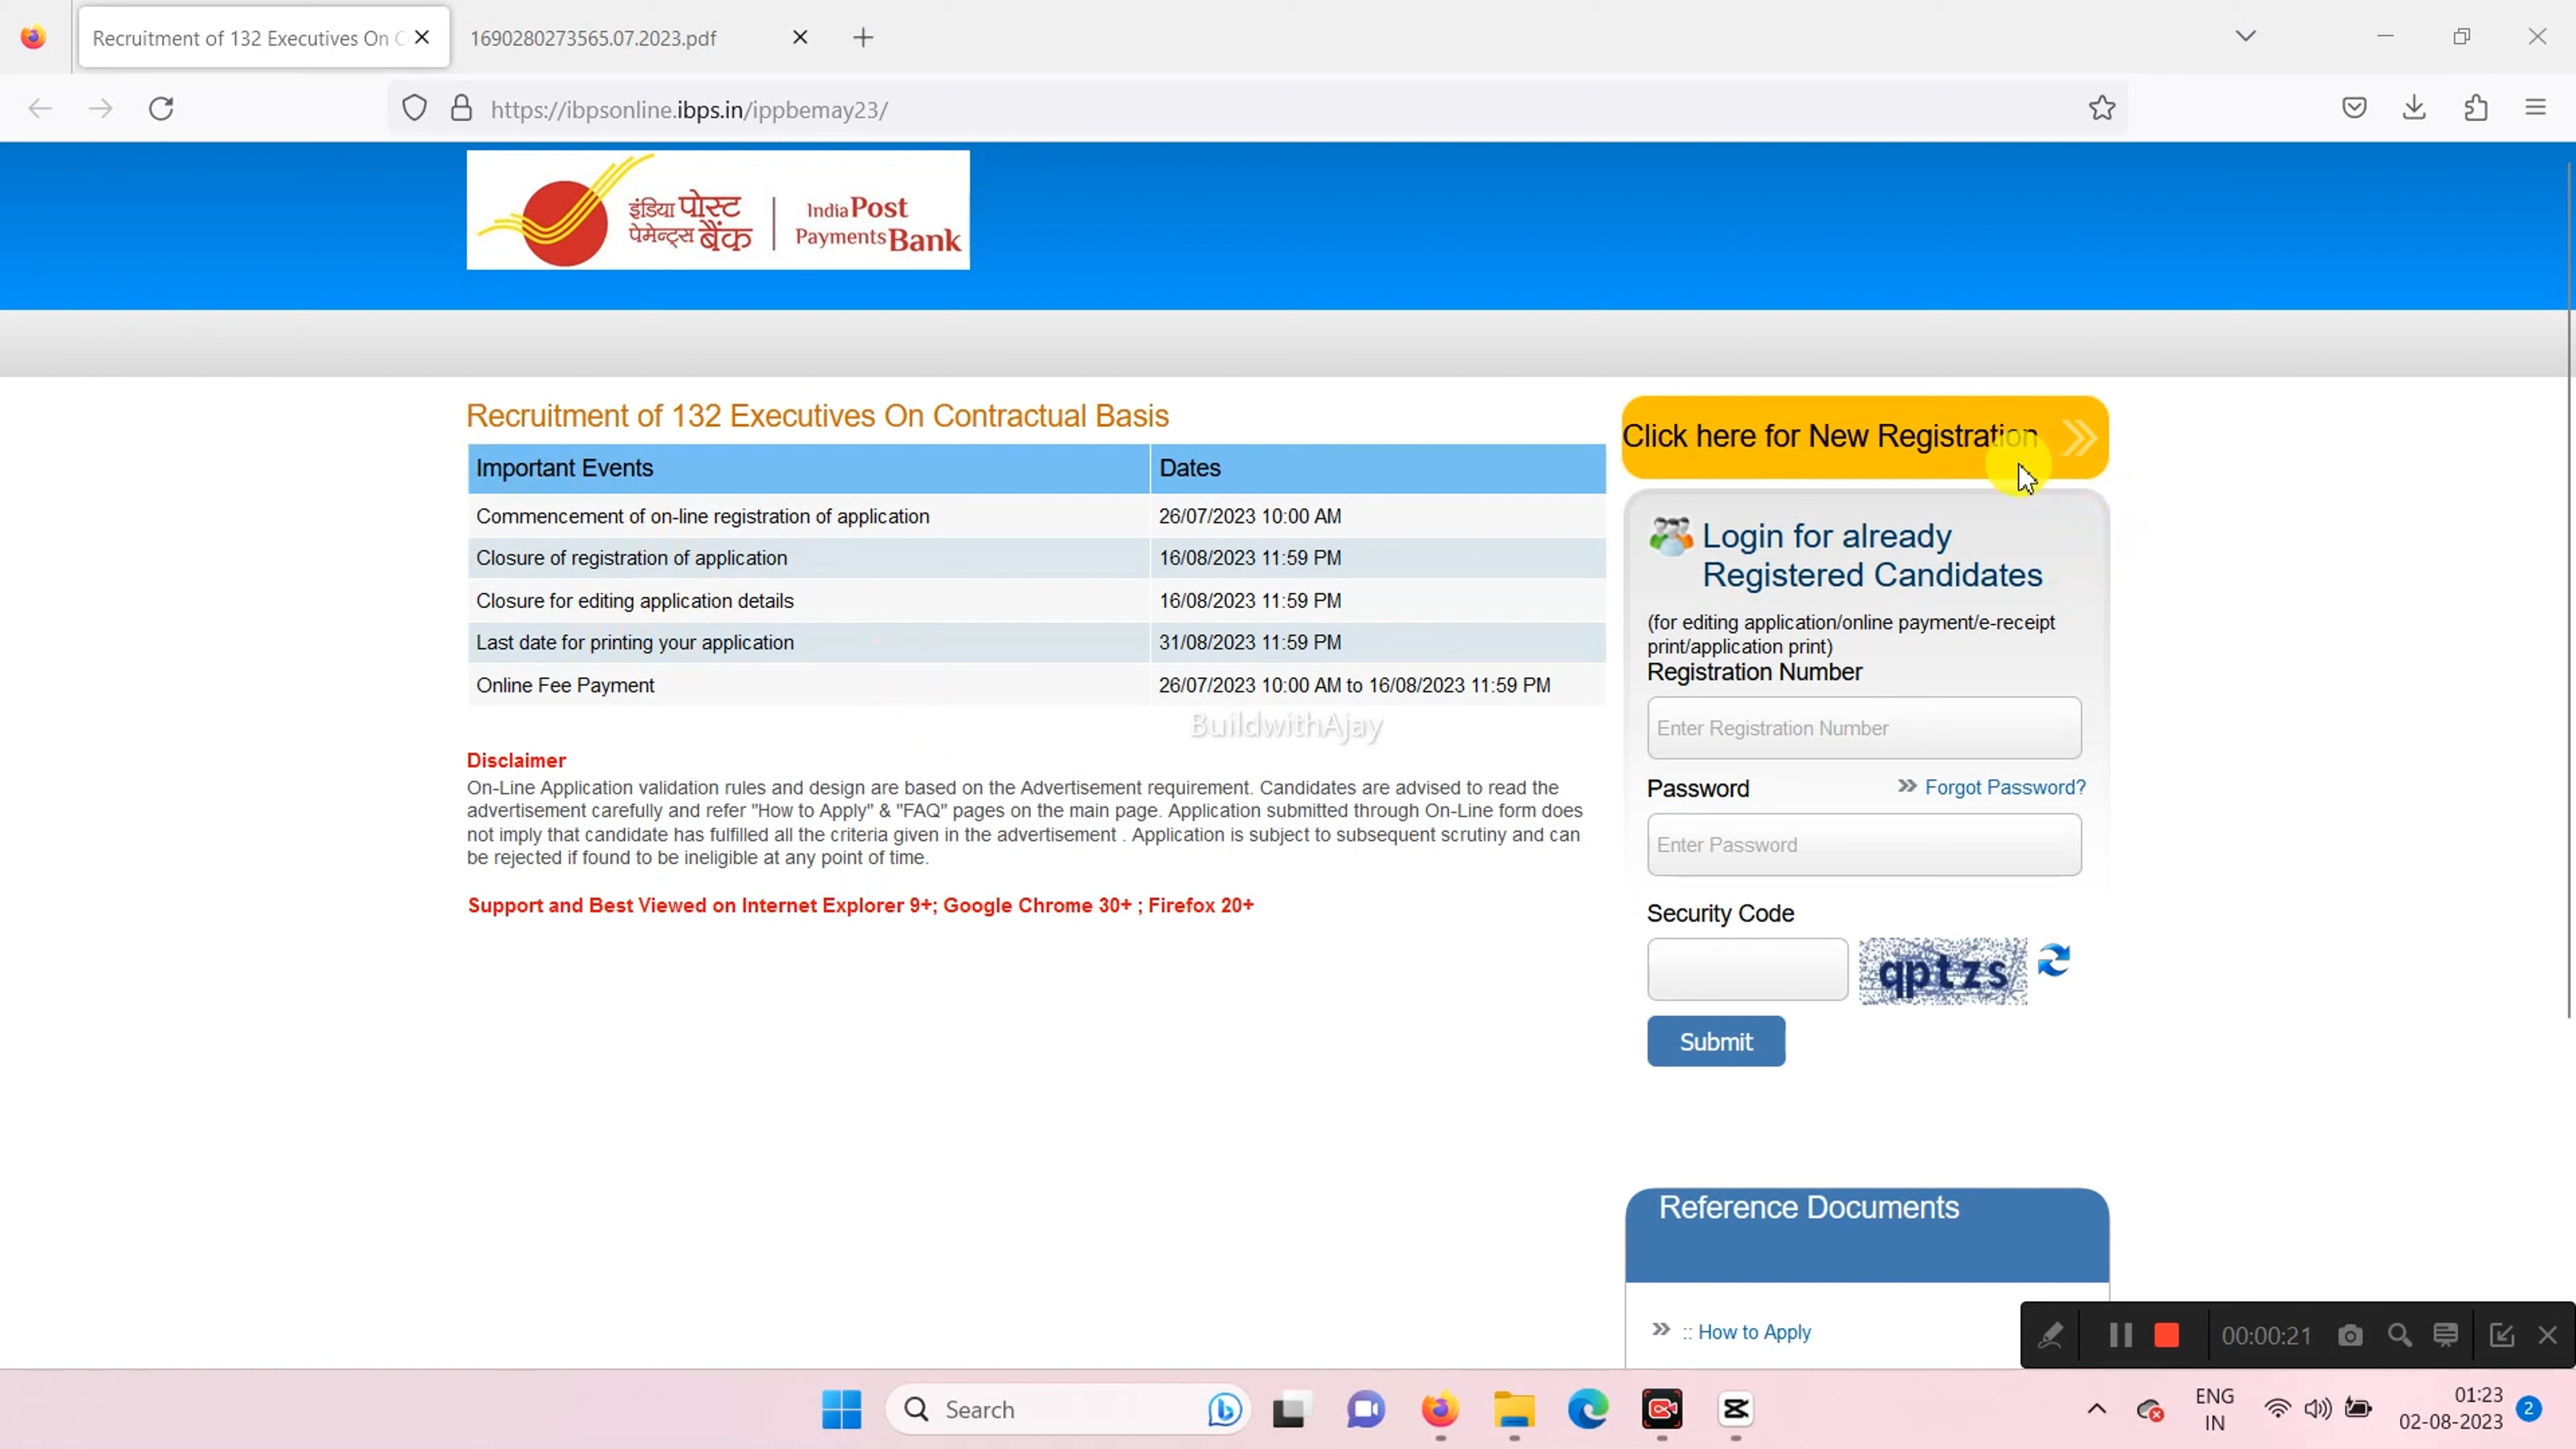 Recruitment of 132 Executives On C
1690280273565.07.2023.pdf
https://ibpsonline.ibps.in/ippbemay23/
इंडिया पोस्ट
पेमेन्ट्स बैंक
India Post
Payments Bank
Recruitment of 132 Executives On Contractual Basis
Important Events Dates
Commencement of on-line registration of application 26/07/2023 10:00 AM
Closure of registration of application 16/08/2023 11:59 PM
Closure for editing application details 16/08/2023 11:59 PM
Last date for printing your application 31/08/2023 11:59 PM
Online Fee Payment 26/07/2023 10:00 AM to 16/08/2023 11:59 PM
BuildwithAjay
Disclaimer
On-Line Application validation rules and design are based on the Advertisement requirement. Candidates are advised to read the
advertisement carefully and refer "How to Apply" & "FAQ" pages on the main page. Application submitted through On-Line form does
not imply that candidate has fulfilled all the criteria given in the advertisement . Application is subject to subsequent scrutiny and can
be rejected if found to be ineligible at any point of time.
Support and Best Viewed on Internet Explorer 9+; Google Chrome 30+ ; Firefox 20+
Click here for New Registration
Login for already
Registered Candidates
(for editing application/online payment/e-receipt
print/application print)
Registration Number
Enter Registration Number
Password >> Forgot Password?
Enter Password
Security Code
qptzs
Submit
Reference Documents
>> :: How to Apply
00:00:21
Search
ENG
IN
01:23
02-08-2023
2